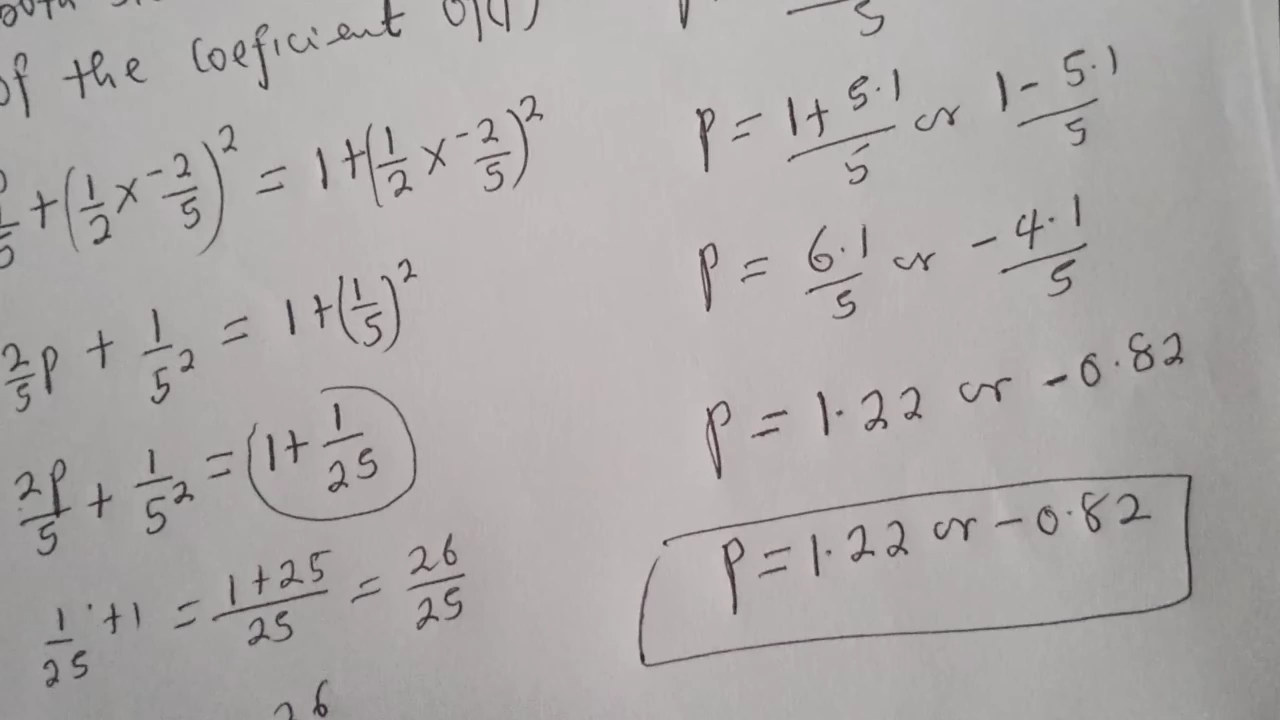 of the coeficient of(p)
+ (1/2 × -2/5)² = 1 + (1/2 × -2/5)²
2/5 p + 1/5² = 1 + (1/5)²
2p/5 + 1/5² = 1 + 1/25
1/25 + 1 = 1+25/25 = 26/25
26
5
P = 1 + 5.1/5 or 1 - 5.1/5
P = 6.1/5 or -4.1/5
P = 1.22 or -0.82
P = 1.22 or -0.82